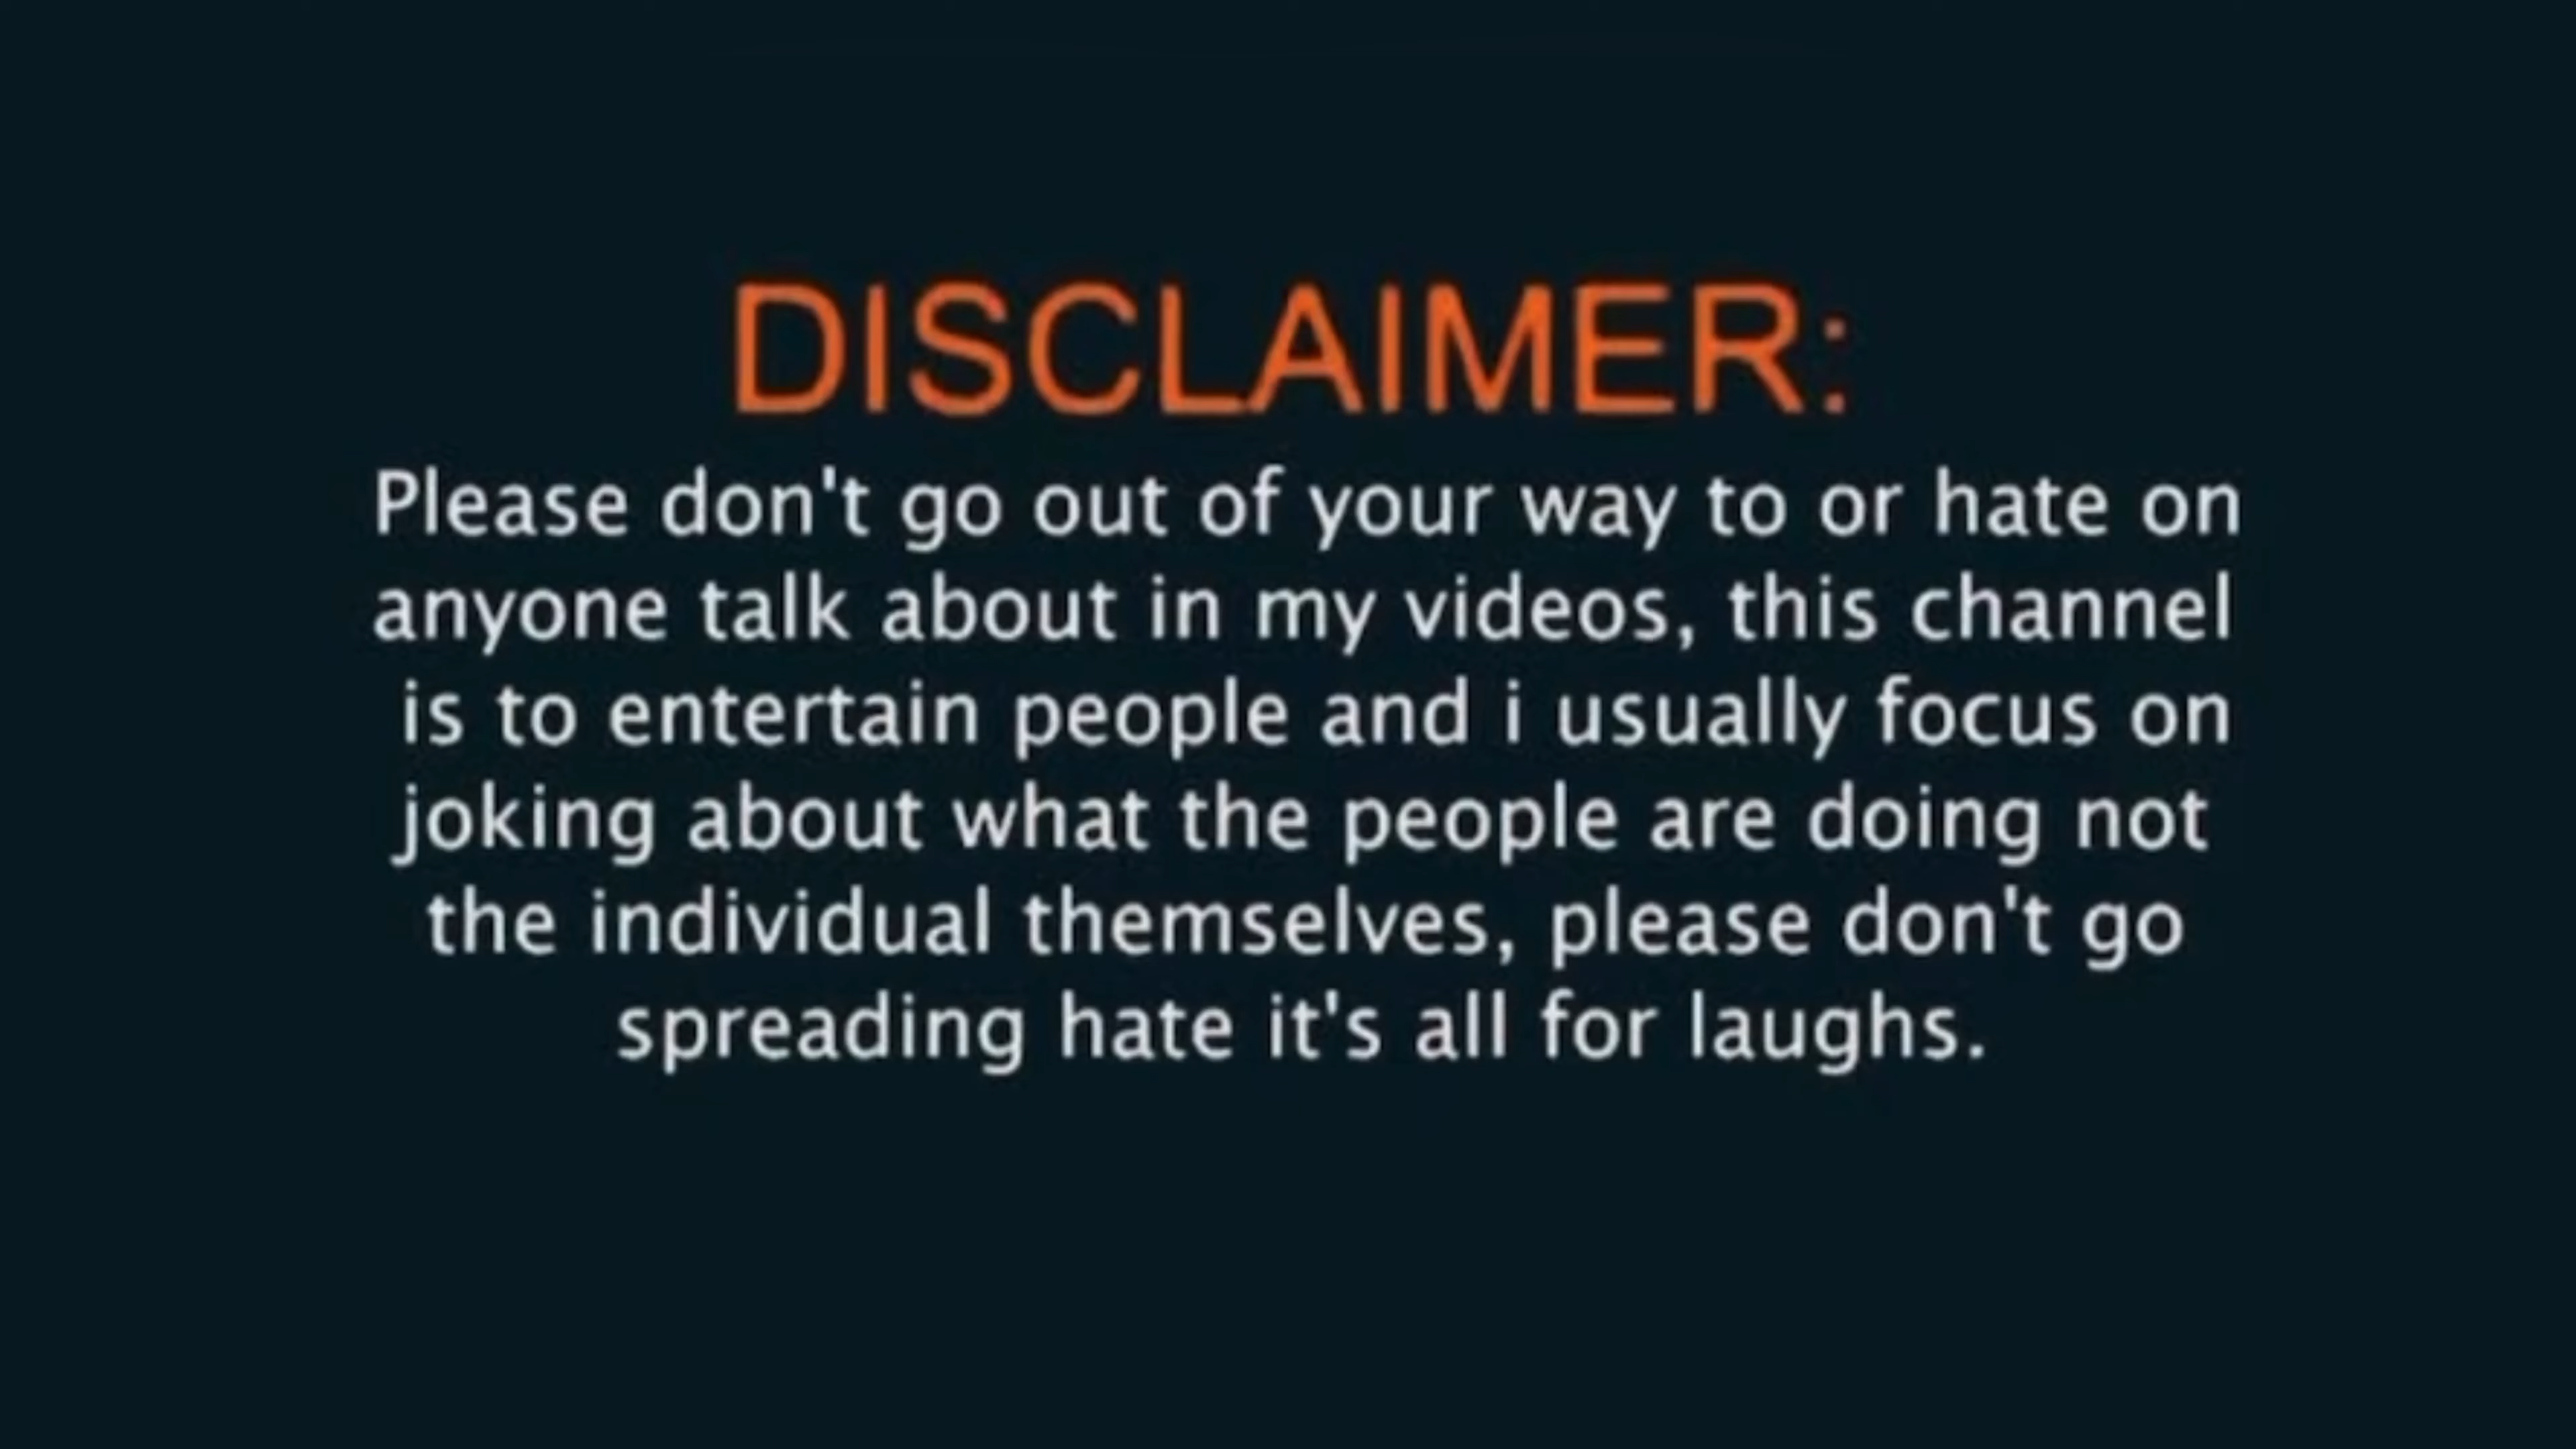 DISCLAIMER:
Please don't go out of your way to or hate on
anyone talk about in my videos, this channel
is to entertain people and i usually focus on
joking about what the people are doing not
the individual themselves, please don't go
spreading hate it's all for laughs.